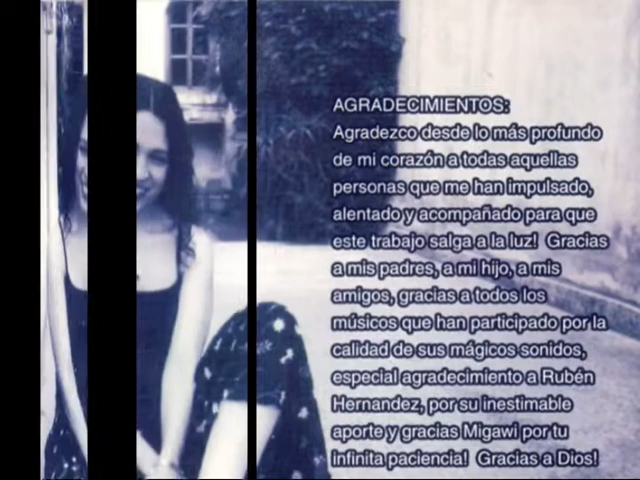 AGRADECIMIENTOS:
Agradezco desde lo más profundo
de mi corazón a todas aquellas
personas que me han impulsado,
alentado y acompañado para que
este trabajo salga a la luz! Gracias
a mis padres, a mi hijo, a mis
amigos, gracias a todos los
músicos que han participado por la
calidad de sus mágicos sonidos,
especial agradecimiento a Rubén
Hernandez, por su inestimable
aporte y gracias Migawi por tu
infinita paciencia! Gracias a Dios!